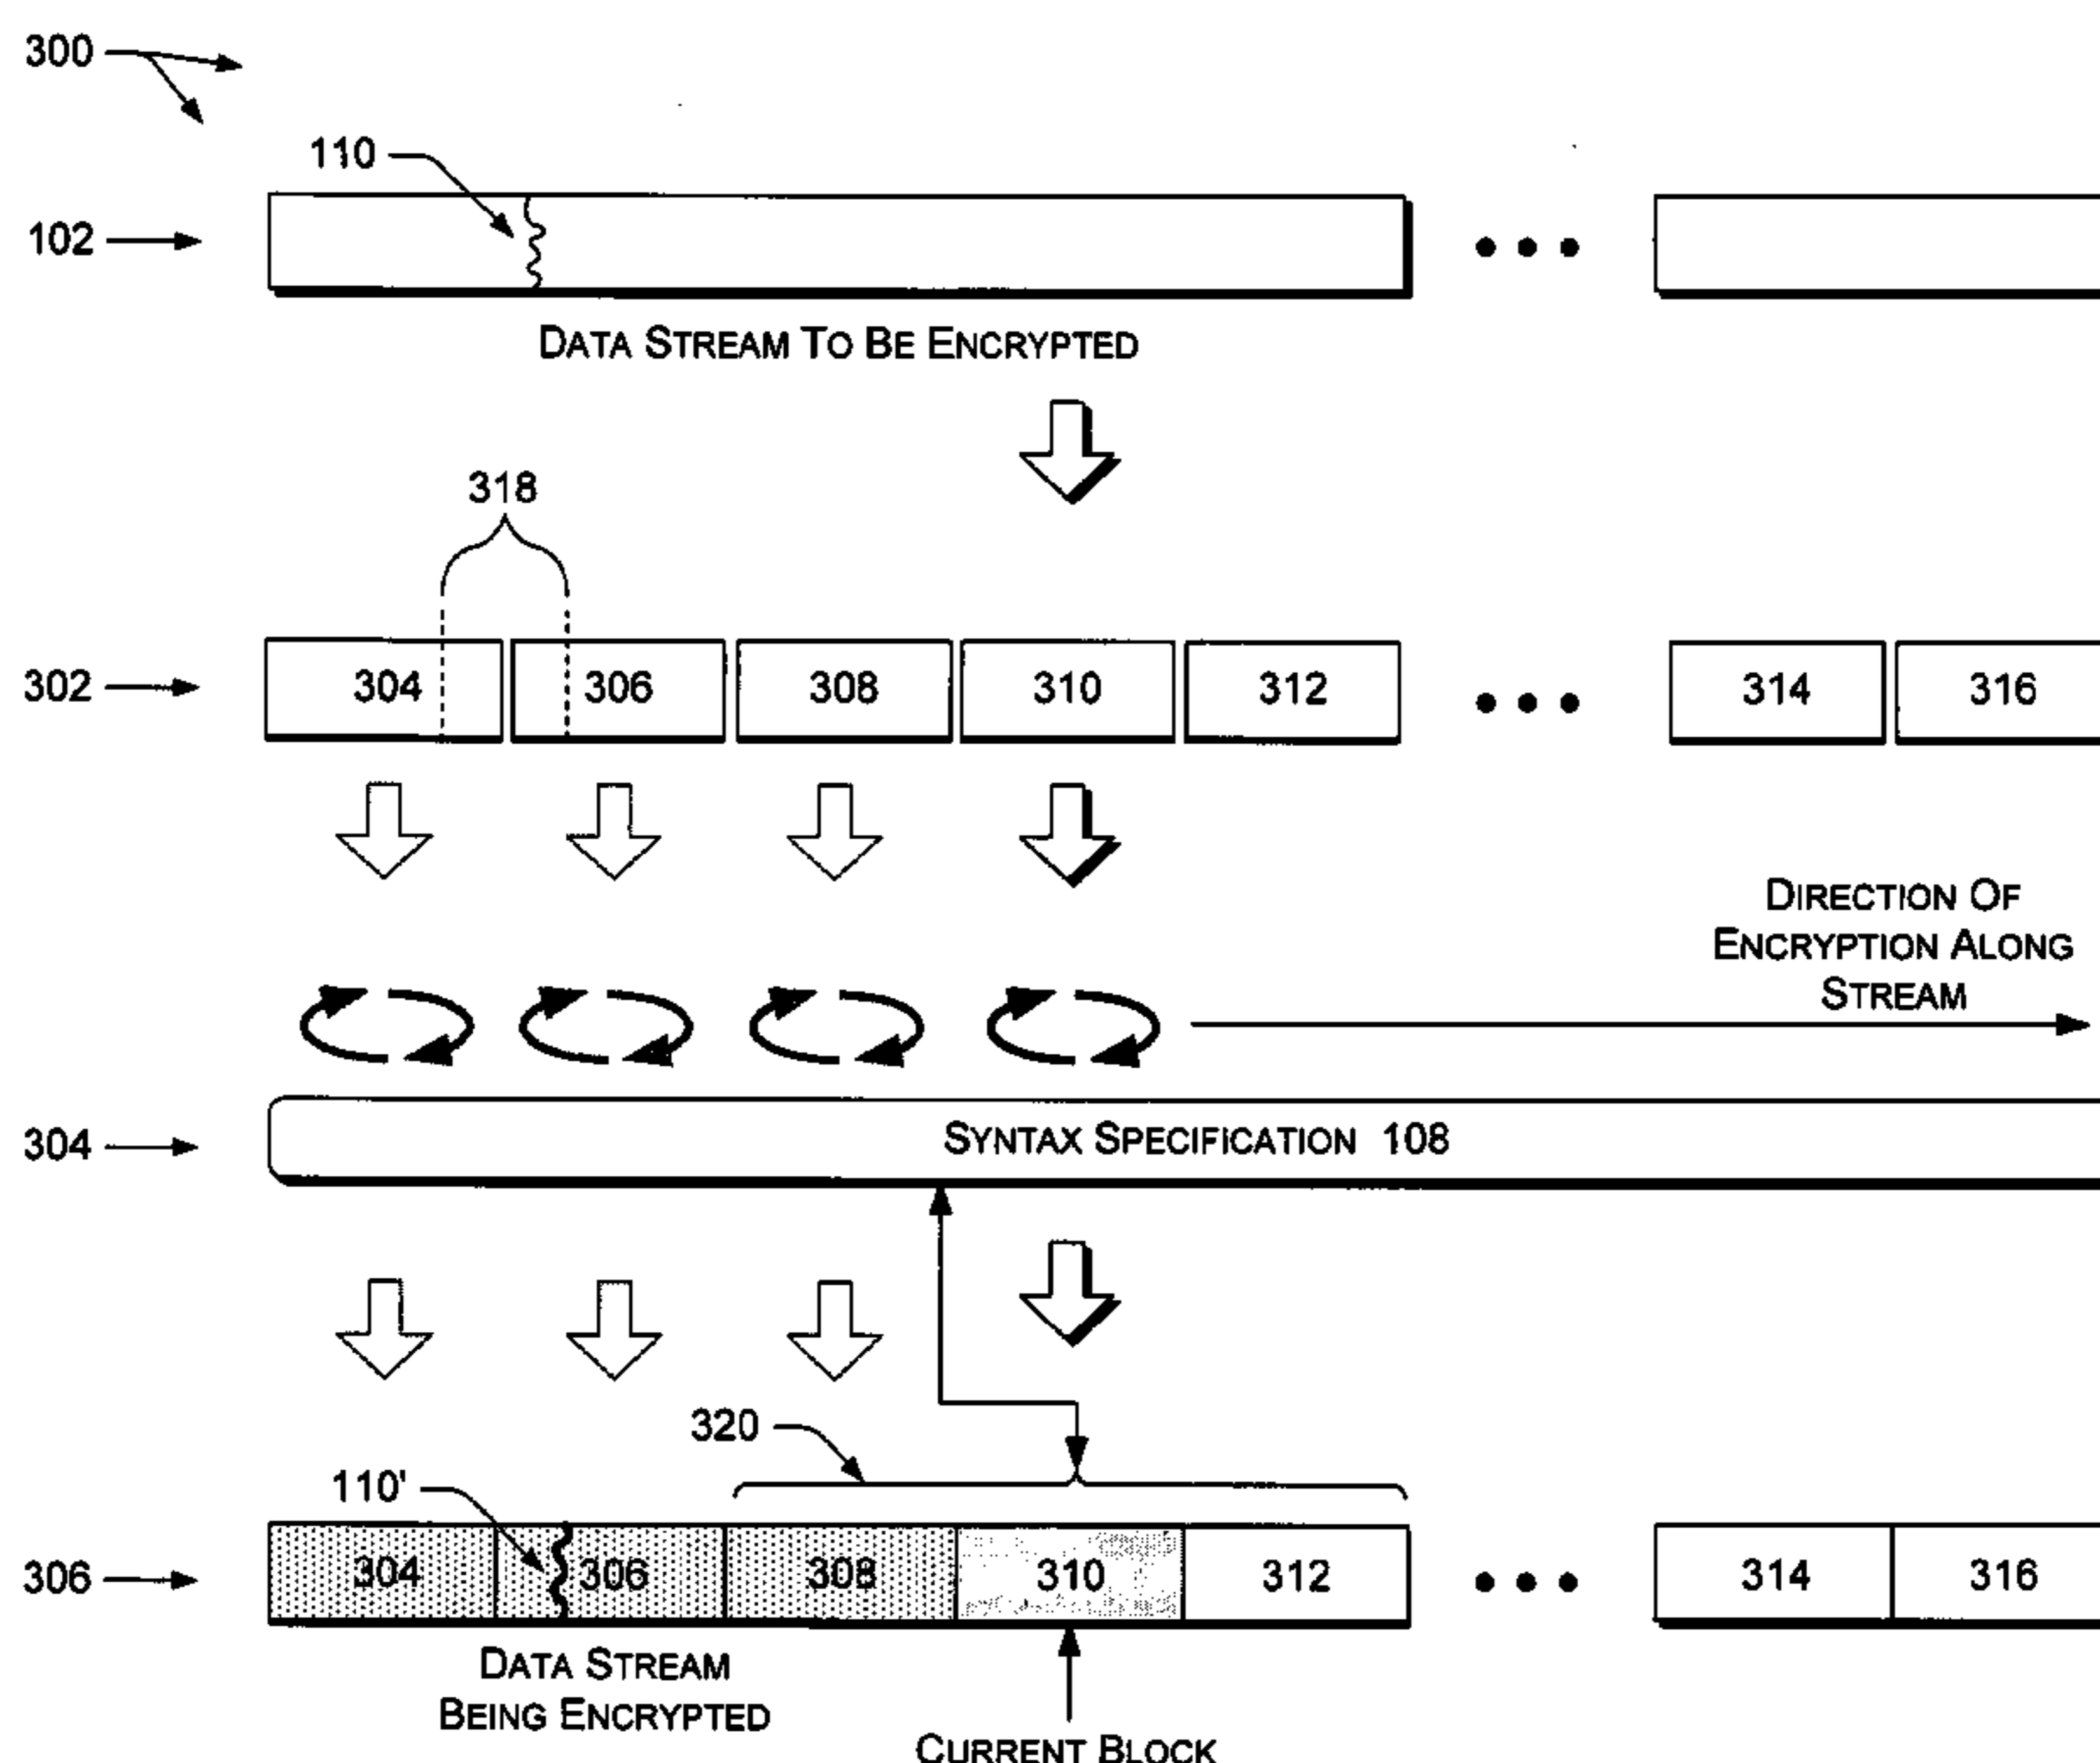 300
110
102
DATA STREAM TO BE ENCRYPTED
318
302
304 306 308 310 312 314 316
DIRECTION OF
ENCRYPTION ALONG
STREAM
304
SYNTAX SPECIFICATION 108
320
110'
306
304 306 308 310 312 314 316
DATA STREAM
BEING ENCRYPTED
CURRENT BLOCK